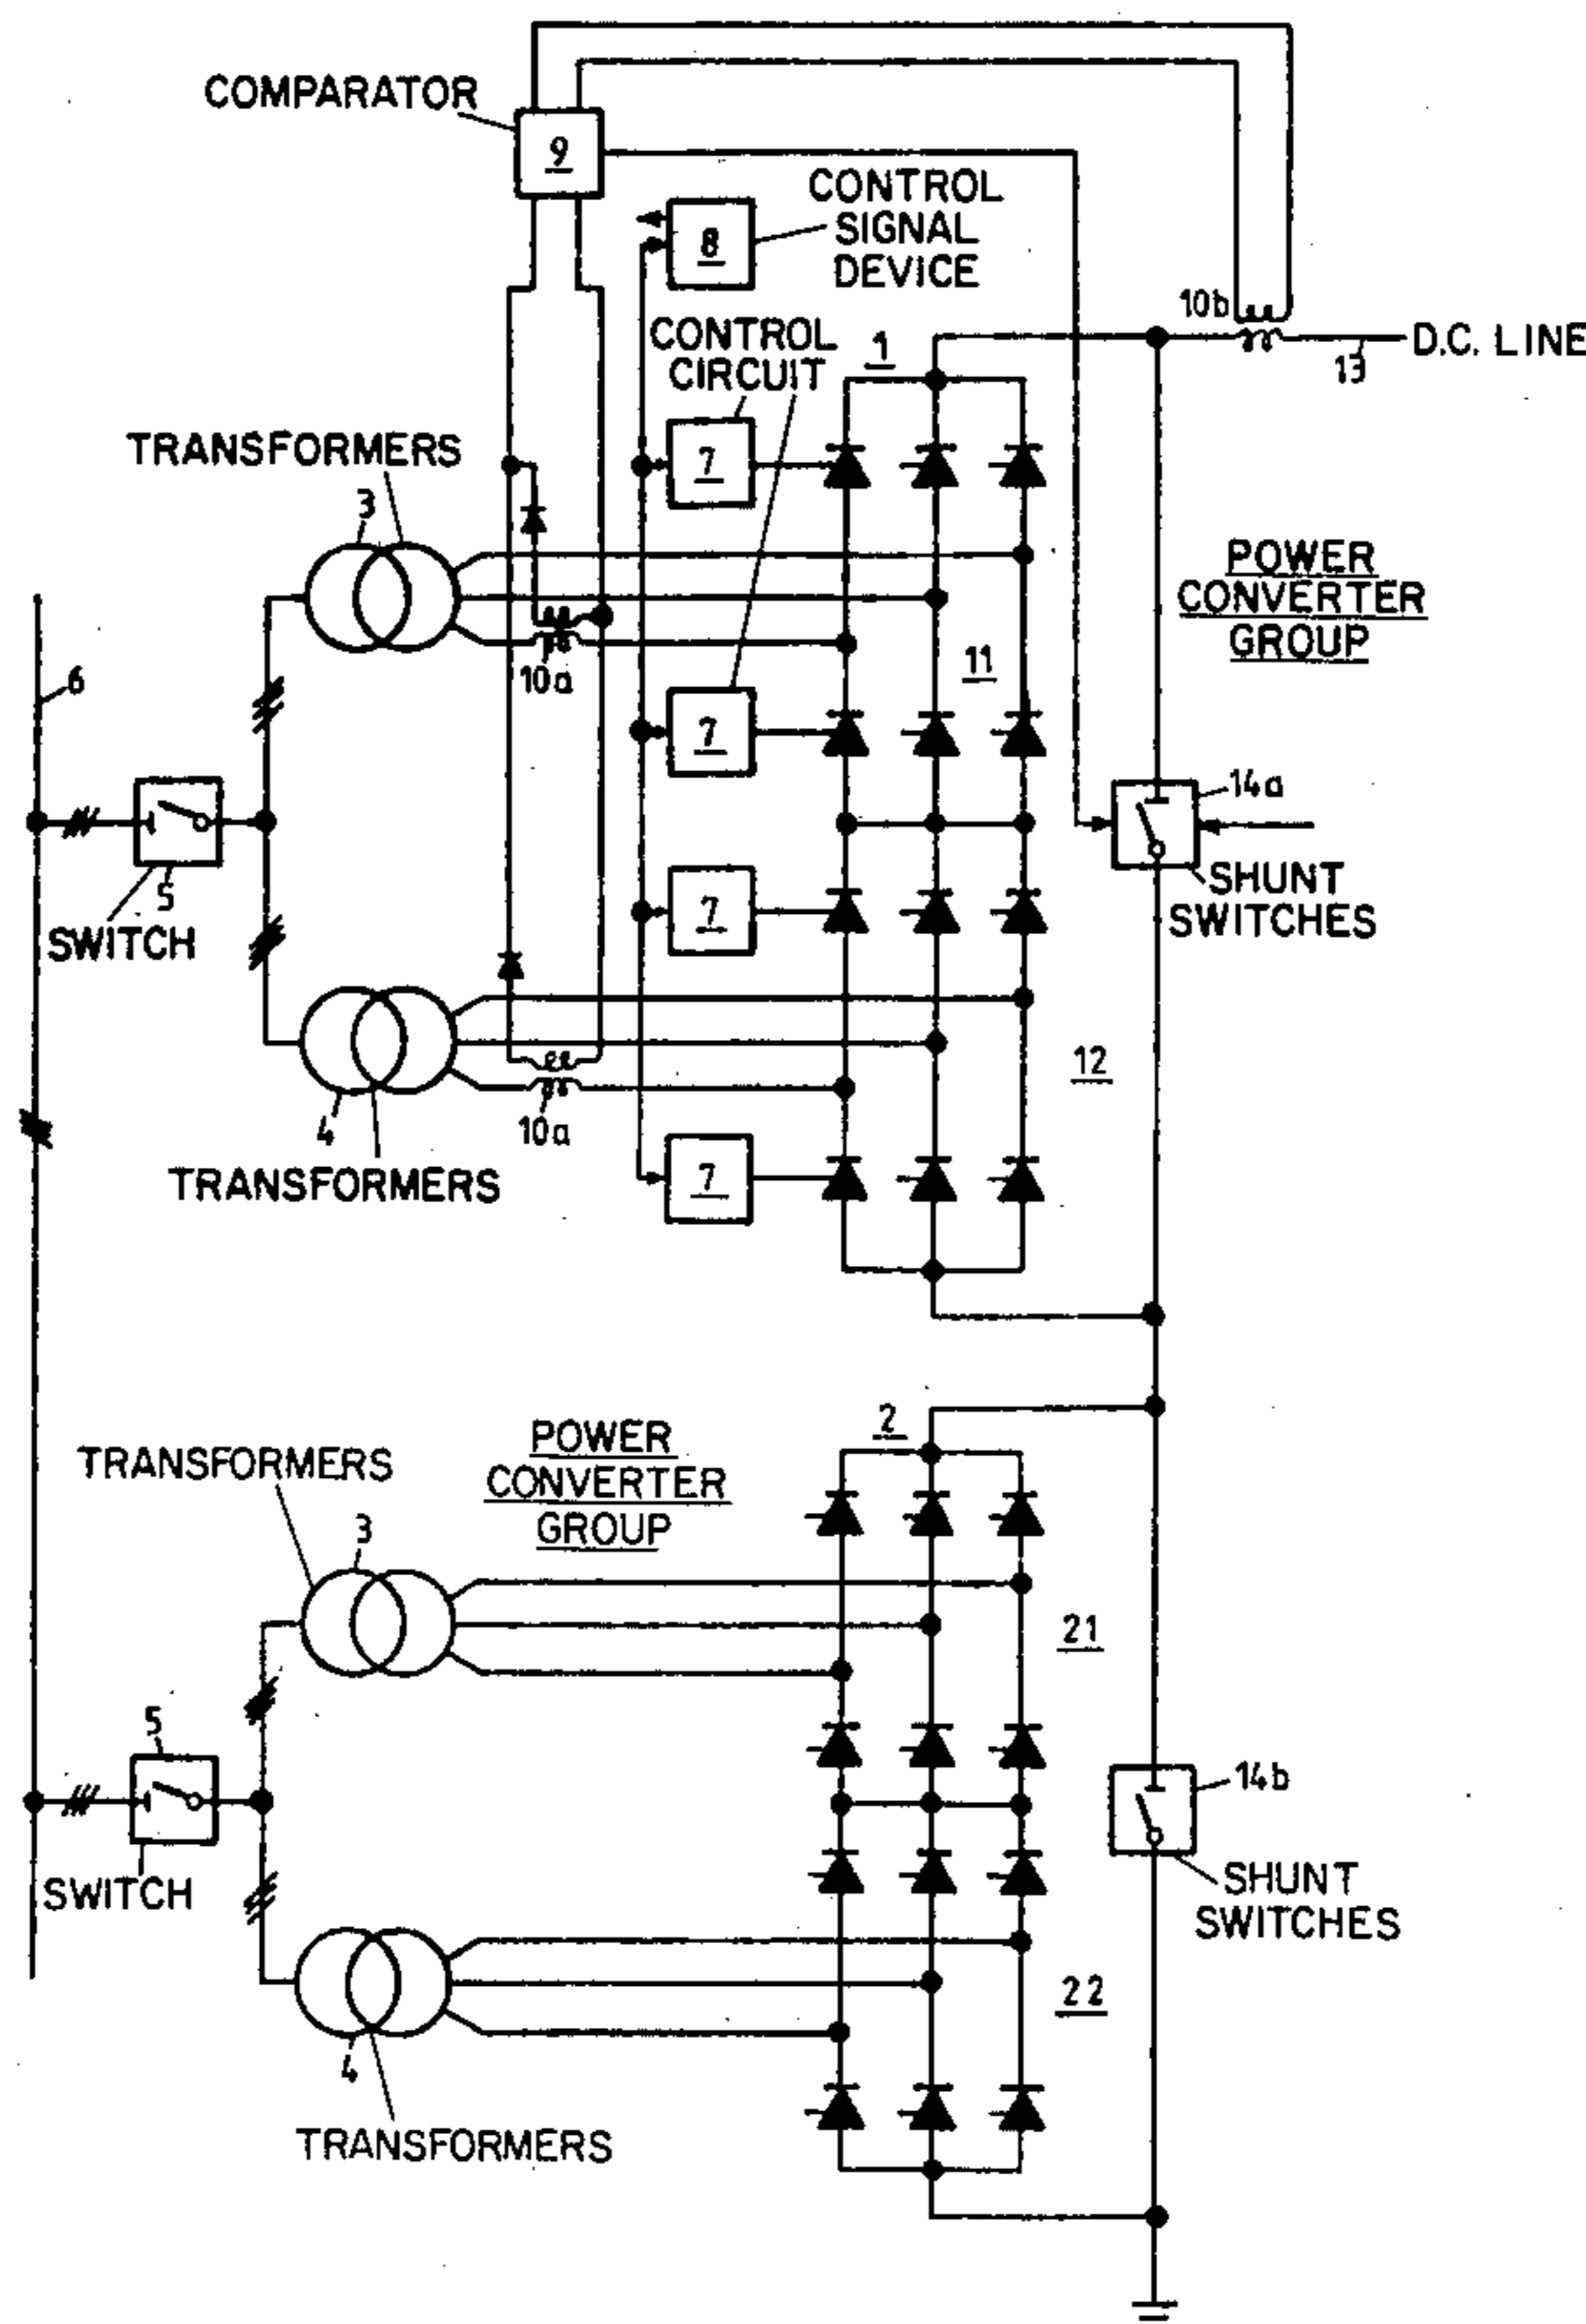 COMPARATOR
9
CONTROL
SIGNAL
DEVICE
8
10b
D.C. LINE
13
CONTROL
CIRCUIT
1
7
TRANSFORMERS
3
POWER
CONVERTER
GROUP
11
10a
6
7
14a
5
SWITCH
SHUNT
SWITCHES
7
12
4
10a
TRANSFORMERS
7
2
POWER
CONVERTER
GROUP
TRANSFORMERS
3
21
5
14b
SWITCH
SHUNT
SWITCHES
22
4
TRANSFORMERS